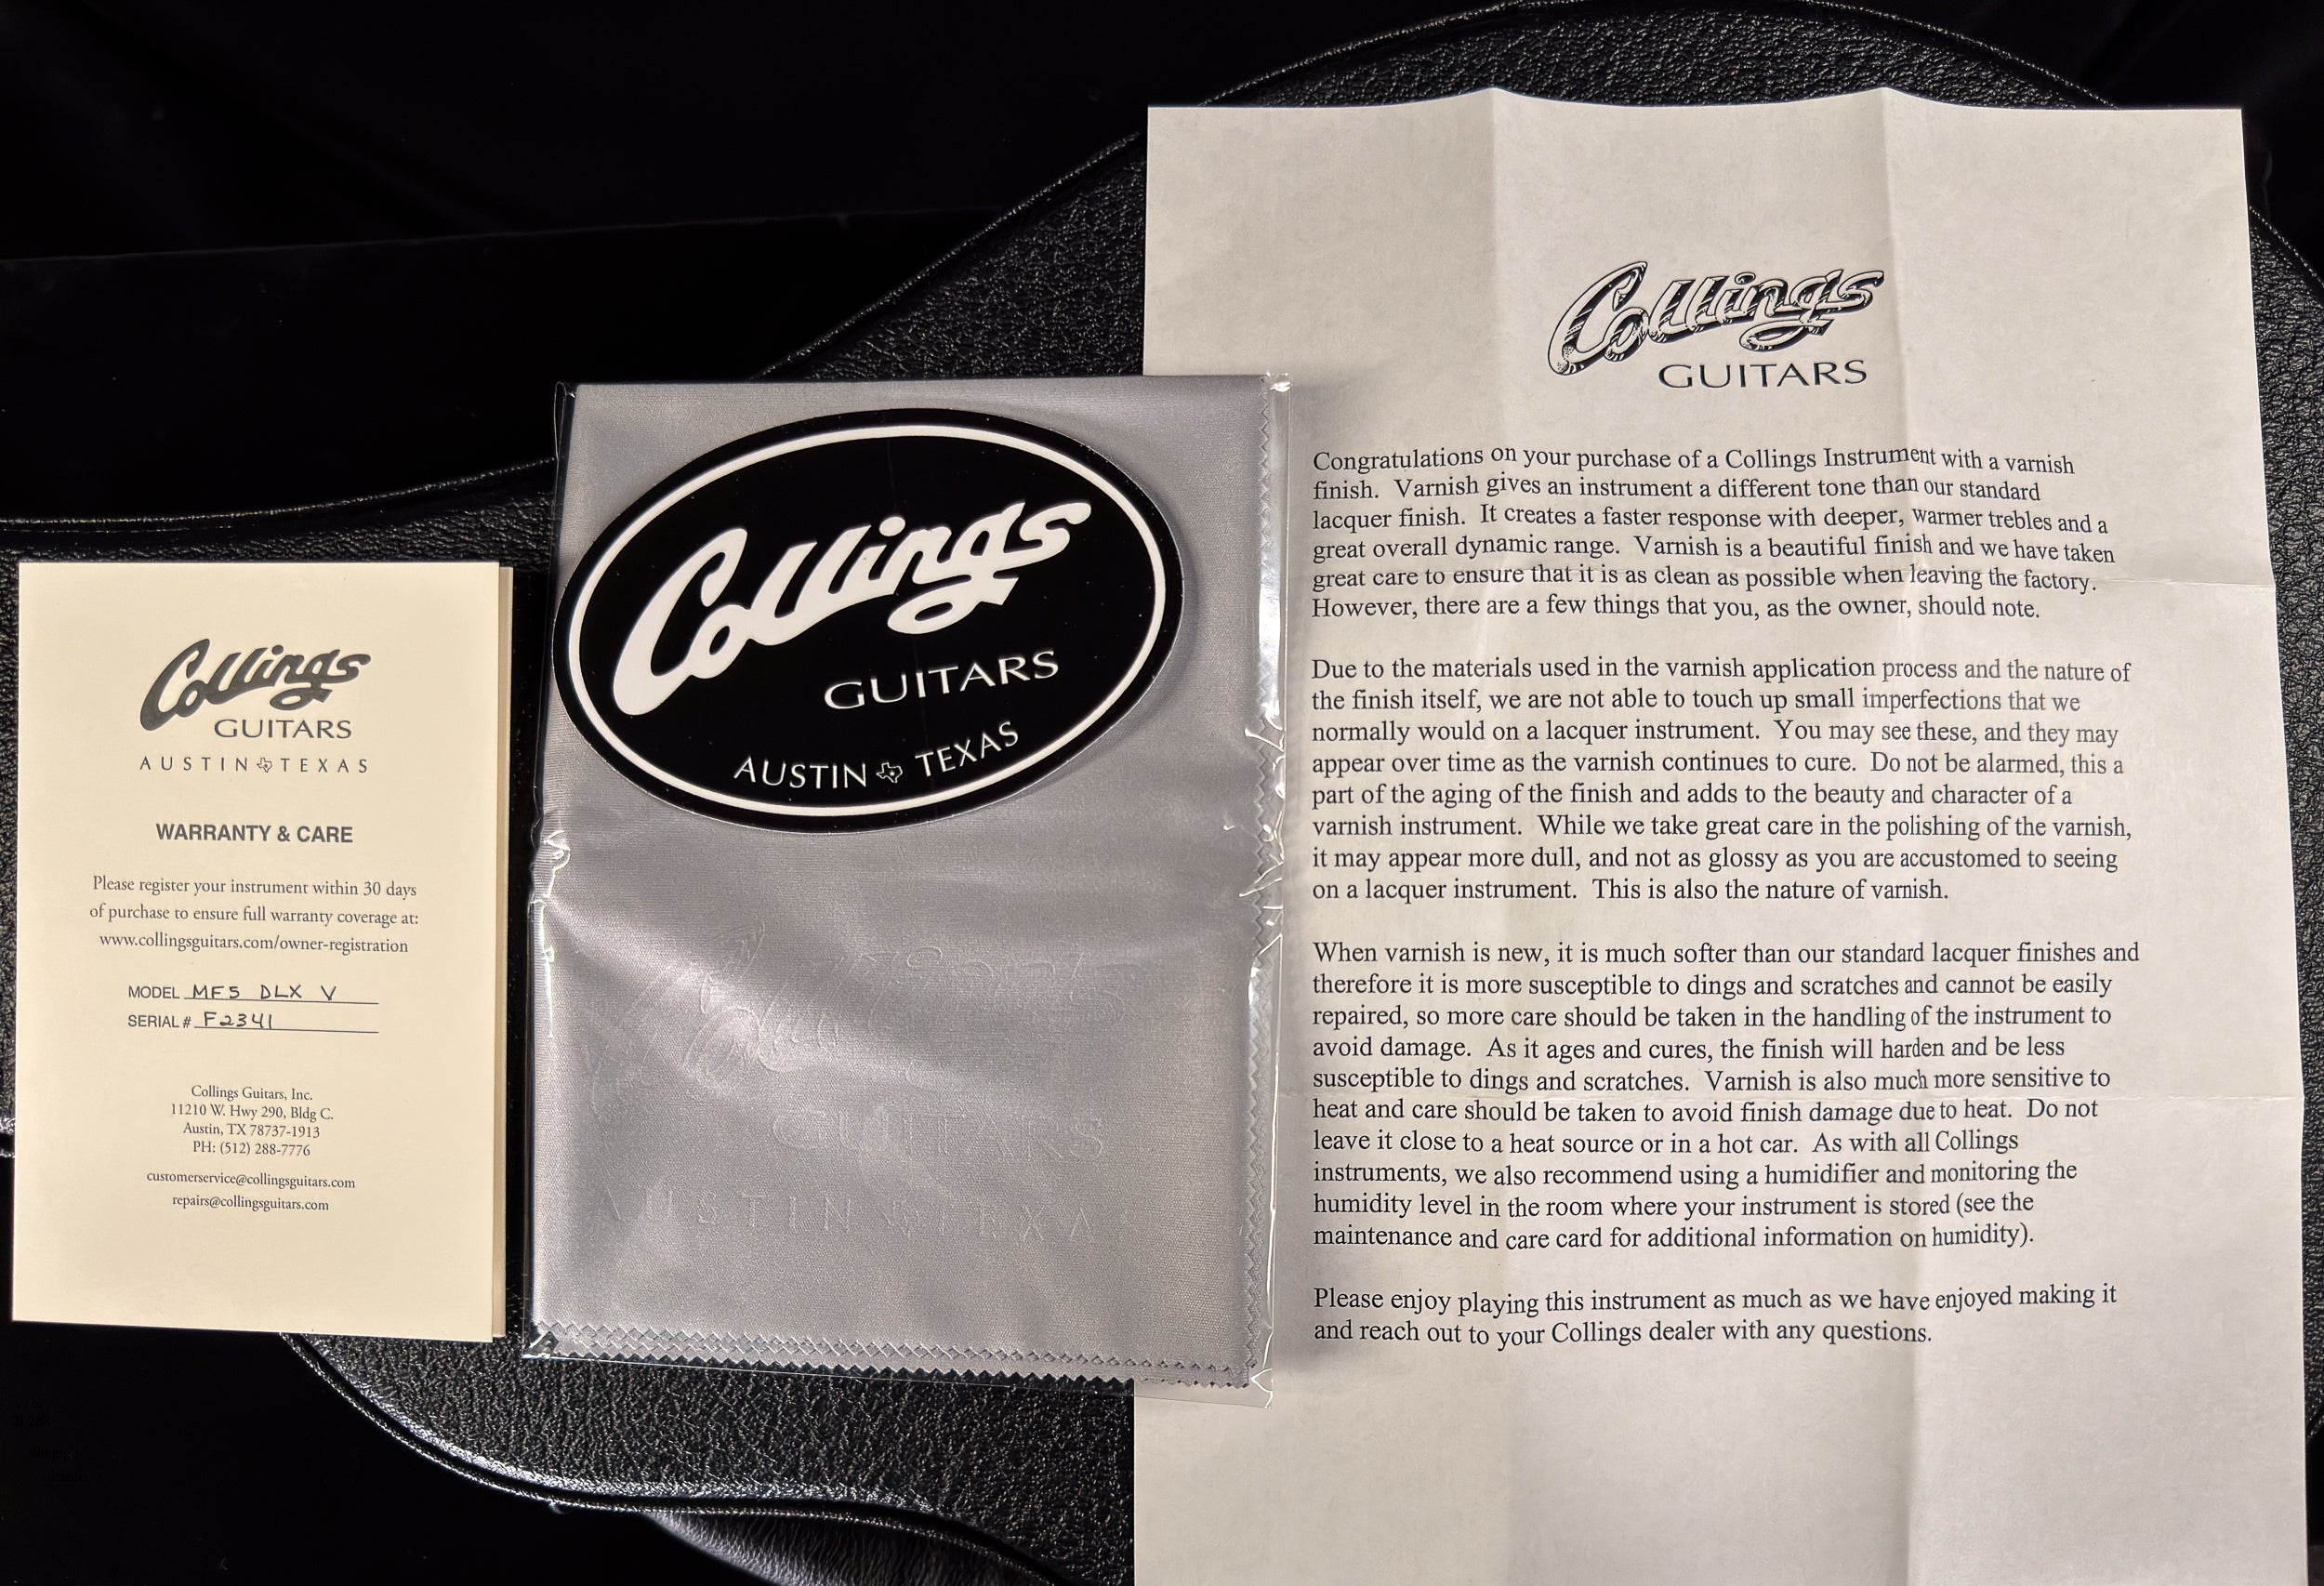 Collings
GUITARS
AUSTIN TEXAS
WARRANTY & CARE
Please register your instrument within 30 days
of purchase to ensure full warranty coverage at:
www.collingsguitars.com/owner-registration
MODEL MF5 DLX V
SERIAL # F2341
Collings Guitars, Inc.
11210 W. Hwy 290, Bldg C.
Austin, TX 78737-1913
PH: (512) 288-7776
customerservice@collingsguitars.com
repairs@collingsguitars.com
Collings
GUITARS
AUSTIN TEXAS
GUITARS
AUSTIN TEXA
Collings
GUITARS
Congratulations on your purchase of a Collings Instrument with a varnish
finish. Varnish gives an instrument a different tone than our standard
lacquer finish. It creates a faster response with deeper, warmer trebles and a
great overall dynamic range. Varnish is a beautiful finish and we have taken
great care to ensure that it is as clean as possible when leaving the factory.
However, there are a few things that you, as the owner, should note.
Due to the materials used in the varnish application process and the nature of
the finish itself, we are not able to touch up small imperfections that we
normally would on a lacquer instrument. You may see these, and they may
appear over time as the varnish continues to cure. Do not be alarmed, this a
part of the aging of the finish and adds to the beauty and character of a
varnish instrument. While we take great care in the polishing of the varnish,
it may appear more dull, and not as glossy as you are accustomed to seeing
on a lacquer instrument. This is also the nature of varnish.
When varnish is new, it is much softer than our standard lacquer finishes and
therefore it is more susceptible to dings and scratches and cannot be easily
repaired, so more care should be taken in the handling of the instrument to
avoid damage. As it ages and cures, the finish will harden and be less
susceptible to dings and scratches. Varnish is also much more sensitive to
heat and care should be taken to avoid finish damage due to heat. Do not
leave it close to a heat source or in a hot car. As with all Collings
instruments, we also recommend using a humidifier and monitoring the
humidity level in the room where your instrument is stored (see the
maintenance and care card for additional information on humidity).
Please enjoy playing this instrument as much as we have enjoyed making it
and reach out to your Collings dealer with any questions.